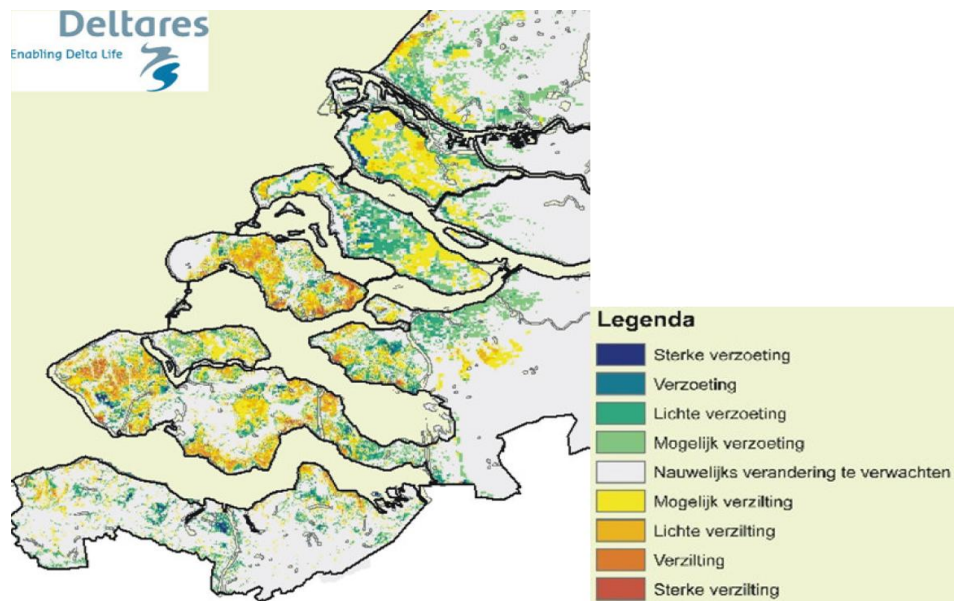 Deltares
Enabling Delta Life
Legenda
Sterke verzoeting
Verzoeting
Lichte verzoeting
Mogelijk verzoeting
Nauwelijks verandering te verwachten
Mogelijk verzilting
Lichte verzilting
Verzilting
Sterke verzilting